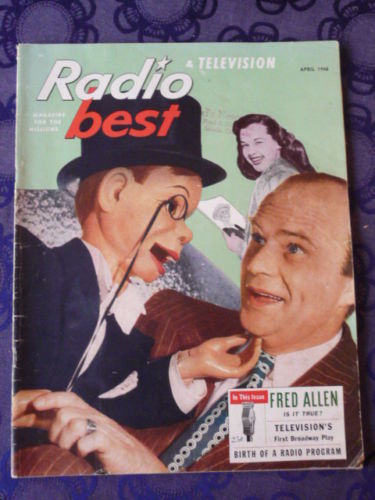 Radio
& TELEVISION
best
APRIL 1948
MAGAZINE
FOR THE
MILLIONS
In This Issue
FRED ALLEN
IS IT TRUE?
TELEVISION'S
First Broadway Play
BIRTH OF A RADIO PROGRAM
25¢